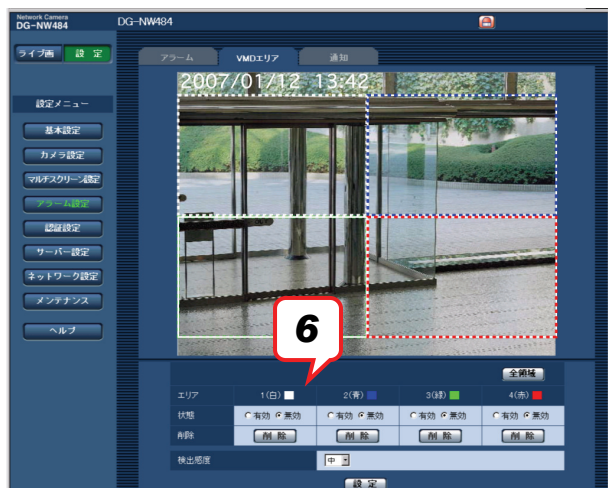 Network Camera
DG-NW484
DG-NW484
ライブ画 設 定
アラーム VMDエリア 通知
2007/01/12 13:42
設定メニュー
基本設定
カメラ設定
マルチスクリーン設定
アラーム設定
認証設定
サーバー設定
ネットワーク設定
メンテナンス
ヘルプ
6
全領域
エリア 1(白) 2(青) 3(緑) 4(赤)
状態 有効 無効 有効 無効 有効 無効 有効 無効
削除 削 除 削 除 削 除 削 除
検出感度 中
設 定